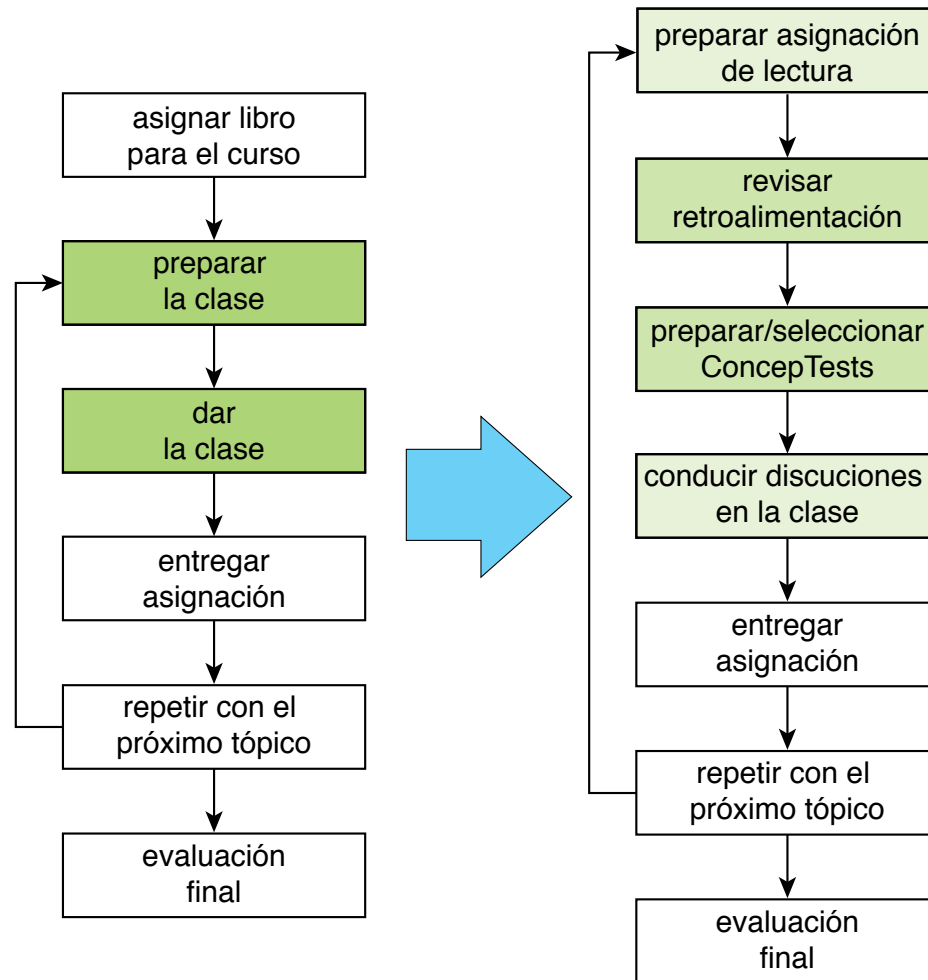 asignar libro
para el curso
preparar
la clase
dar
la clase
entregar
asignación
repetir con el
próximo tópico
evaluación
final
preparar asignación
de lectura
revisar
retroalimentación
preparar/seleccionar
ConcepTests
conducir discuciones
en la clase
entregar
asignación
repetir con el
próximo tópico
evaluación
final